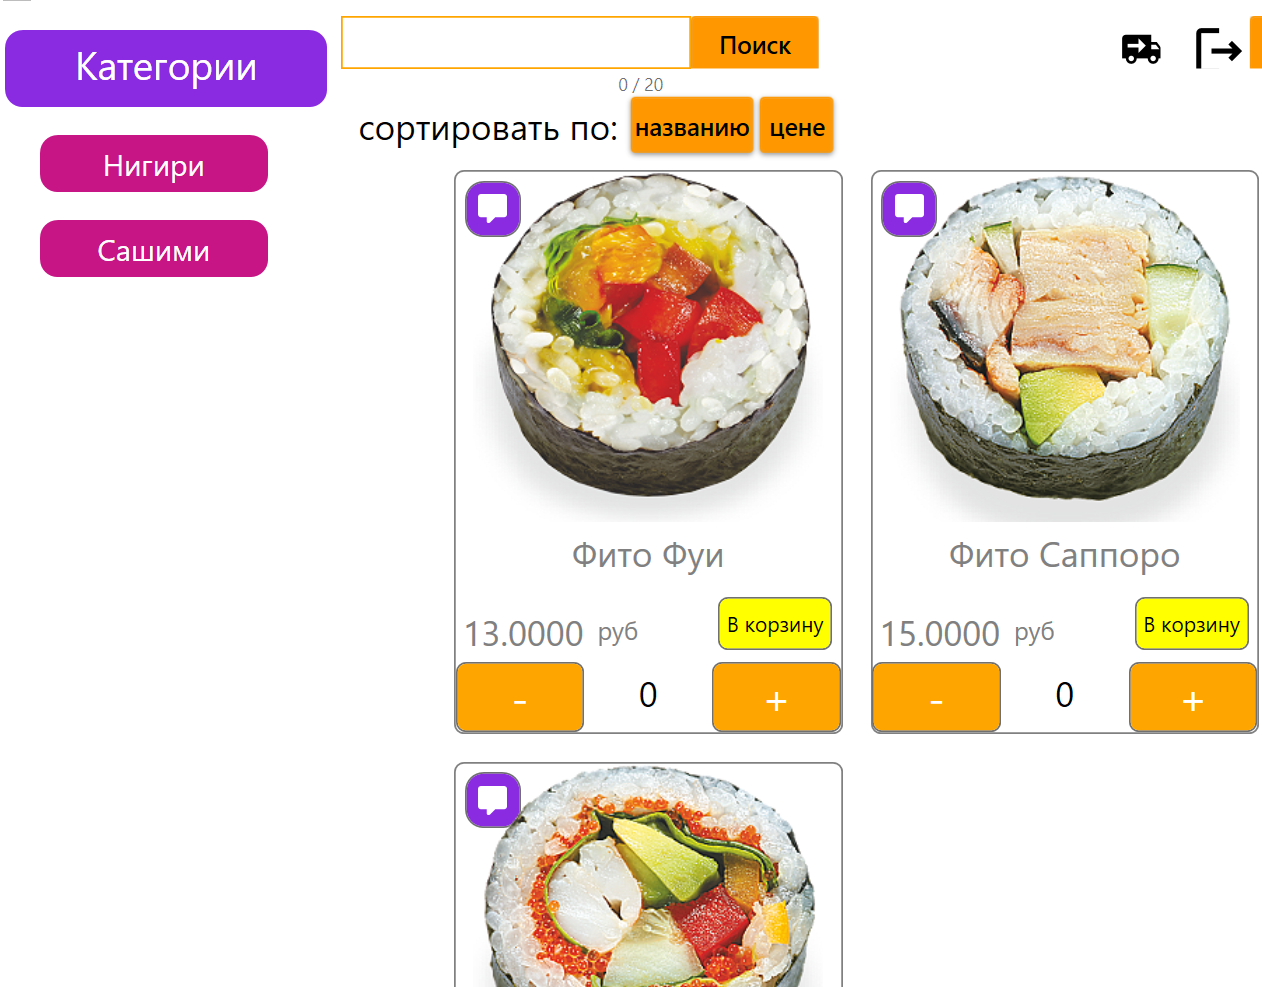 Категории
Поиск
0 / 20
сортировать по: названию цене
Нигири
Сашими
Фито Фуи
13.0000 руб В корзину
- 0 +
Фито Саппоро
15.0000 руб В корзину
- 0 +